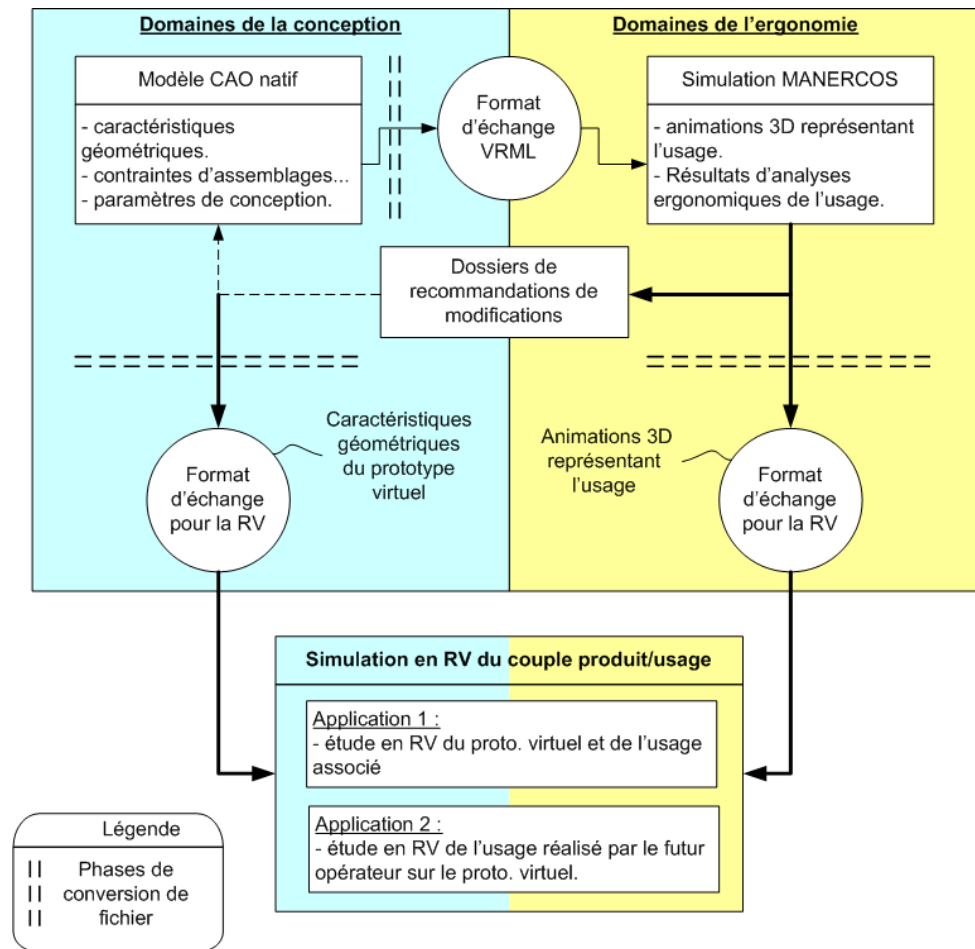 Domaines de la conception
Domaines de l'ergonomie
Modèle CAO natif
- caractéristiques
géométriques.
- contraintes d'assemblages...
- paramètres de conception.
Format
d'échange
VRML
Simulation MANERCOS
- animations 3D représentant
l'usage.
- Résultats d'analyses
ergonomiques de l'usage.
Dossiers de
recommandations de
modifications
Format
d'échange
pour la RV
Caractéristiques
géométriques
du prototype
virtuel
Animations 3D
représentant
l'usage
Format
d'échange
pour la RV
Simulation en RV du couple produit/usage
Application 1 :
- étude en RV du proto. virtuel et de l'usage
associé
Application 2 :
- étude en RV de l'usage réalisé par le futur
opérateur sur le proto. virtuel.
Légende
Phases de
conversion de
fichier